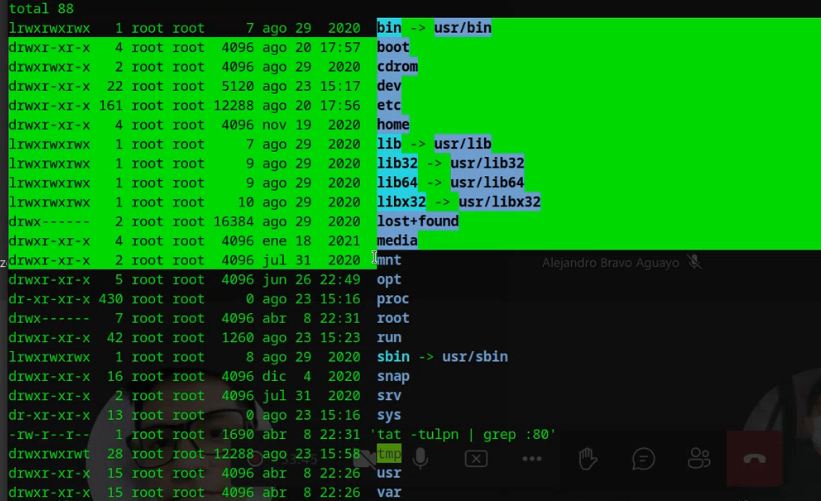 total 88
lrwxrwxrwx 1 root root 7 ago 29 2020 bin -> usr/bin
drwxr-xr-x 4 root root 4096 ago 20 17:57 boot
drwxr-xr-x 2 root root 4096 ago 29 2020 cdrom
drwxr-xr-x 22 root root 5120 ago 23 15:17 dev
drwxr-xr-x 161 root root 12288 ago 20 17:56 etc
drwxr-xr-x 4 root root 4096 nov 19 2020 home
lrwxrwxrwx 1 root root 7 ago 29 2020 lib -> usr/lib
lrwxrwxrwx 1 root root 9 ago 29 2020 lib32 -> usr/lib32
lrwxrwxrwx 1 root root 9 ago 29 2020 lib64 -> usr/lib64
lrwxrwxrwx 1 root root 10 ago 29 2020 libx32 -> usr/libx32
drwx------ 2 root root 16384 ago 29 2020 lost+found
drwxr-xr-x 4 root root 4096 ene 18 2021 media
drwxr-xr-x 2 root root 4096 jul 31 2020 mnt
Alejandro Bravo Aguayo
drwxr-xr-x 5 root root 4096 jun 26 22:49 opt
dr-xr-xr-x 430 root root 0 ago 23 15:16 proc
drwx------ 7 root root 4096 abr 8 22:31 root
drwxr-xr-x 42 root root 1260 ago 23 15:23 run
lrwxrwxrwx 1 root root 8 ago 29 2020 sbin -> usr/sbin
drwxr-xr-x 16 root root 4096 dic 4 2020 snap
drwxr-xr-x 2 root root 4096 jul 31 2020 srv
dr-xr-xr-x 13 root root 0 ago 23 15:16 sys
-rw-r--r-- 1 root root 1690 abr 8 22:31 'tat -tulpn | grep :80'
drwxrwxrwt 28 root root 12288 ago 23 15:58 tmp
drwxr-xr-x 15 root root 4096 abr 8 22:26 usr
drwxr-xr-x 15 root root 4096 abr 8 22:26 var